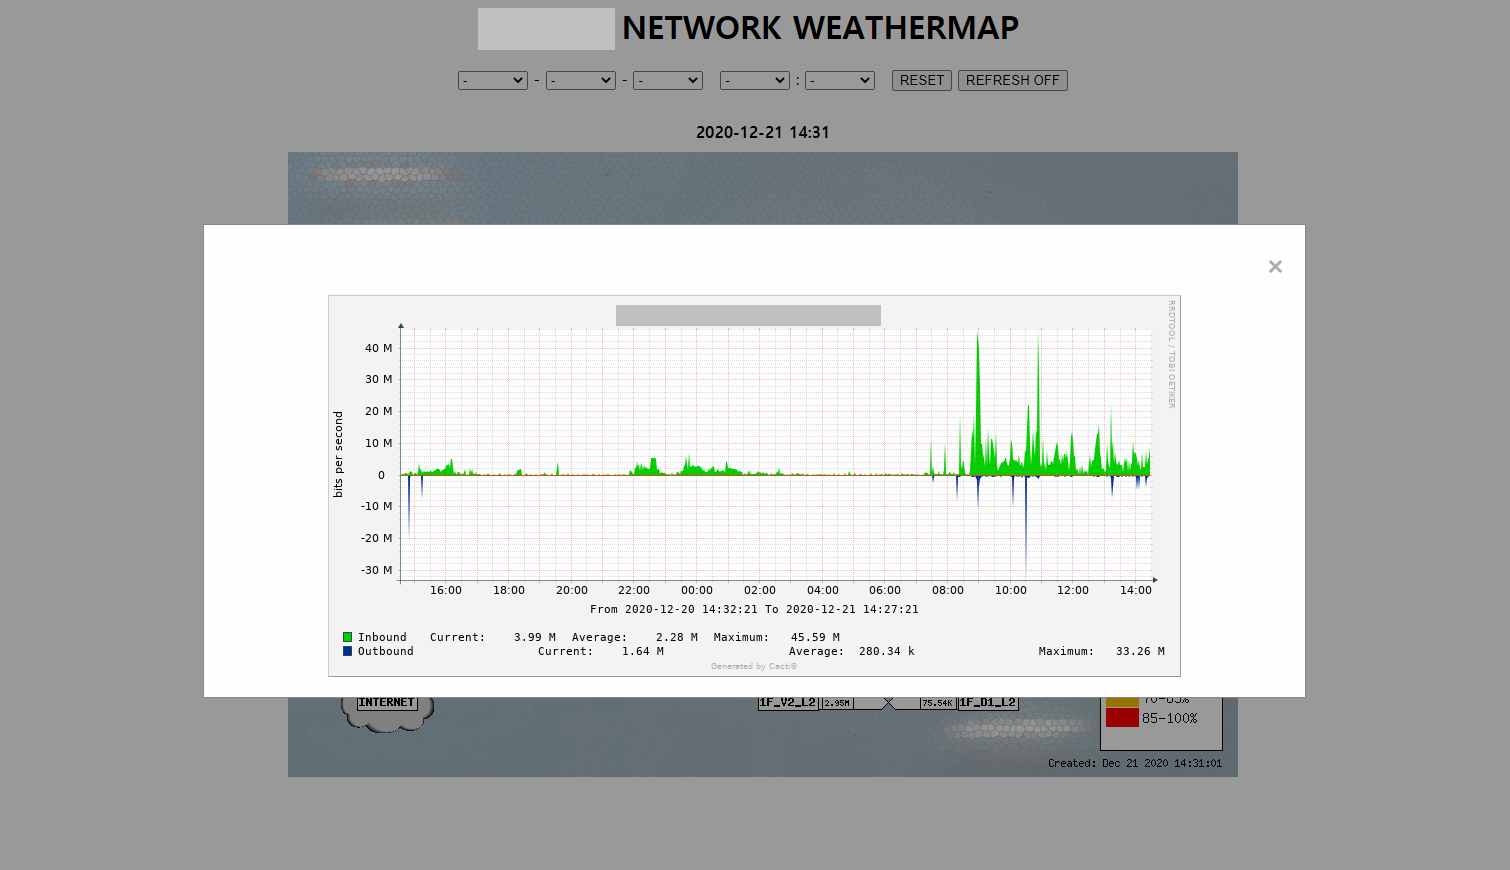 NETWORK WEATHERMAP
- - - - - - : - RESET REFRESH OFF
2020-12-21 14:31
×
RRDTOOL / TOBI OETIKER
bits per second
40 M
30 M
20 M
10 M
0
-10 M
-20 M
-30 M
16:00 18:00 20:00 22:00 00:00 02:00 04:00 06:00 08:00 10:00 12:00 14:00
From 2020-12-20 14:32:21 To 2020-12-21 14:27:21
Inbound Current: 3.99 M Average: 2.28 M Maximum: 45.59 M
Outbound Current: 1.64 M Average: 280.34 k Maximum: 33.26 M
Generated by Cacti®
INTERNET 1F_V2_L2 2.95M 75.54K 1F_D1_L2
70-85%
85-100%
Created: Dec 21 2020 14:31:01